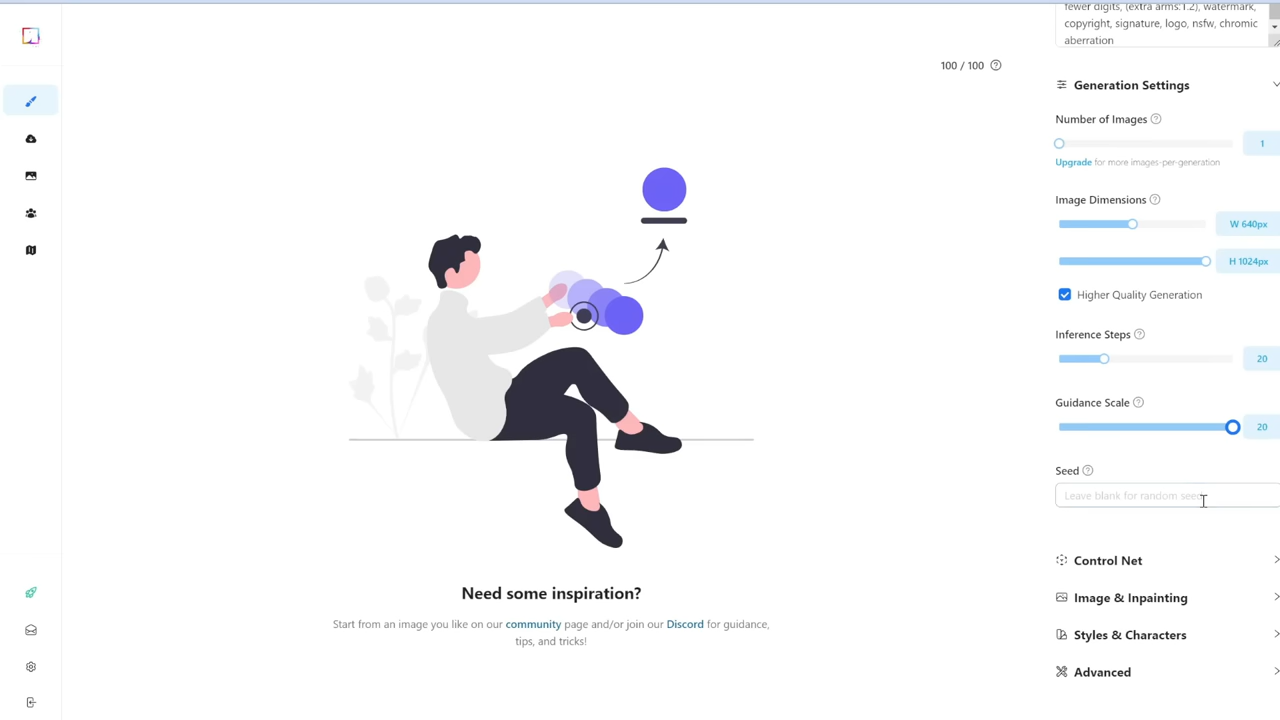 fewer digits, (extra arms:1.2), watermark,
copyright, signature, logo, nsfw, chromic
aberration
100 / 100
Generation Settings
Number of Images
1
Upgrade for more images-per-generation
Image Dimensions
W 640px
H 1024px
Higher Quality Generation
Inference Steps
20
Guidance Scale
20
Seed
Leave blank for random seed
Control Net
Image & Inpainting
Styles & Characters
Advanced
Need some inspiration?
Start from an image you like on our community page and/or join our Discord for guidance,
tips, and tricks!